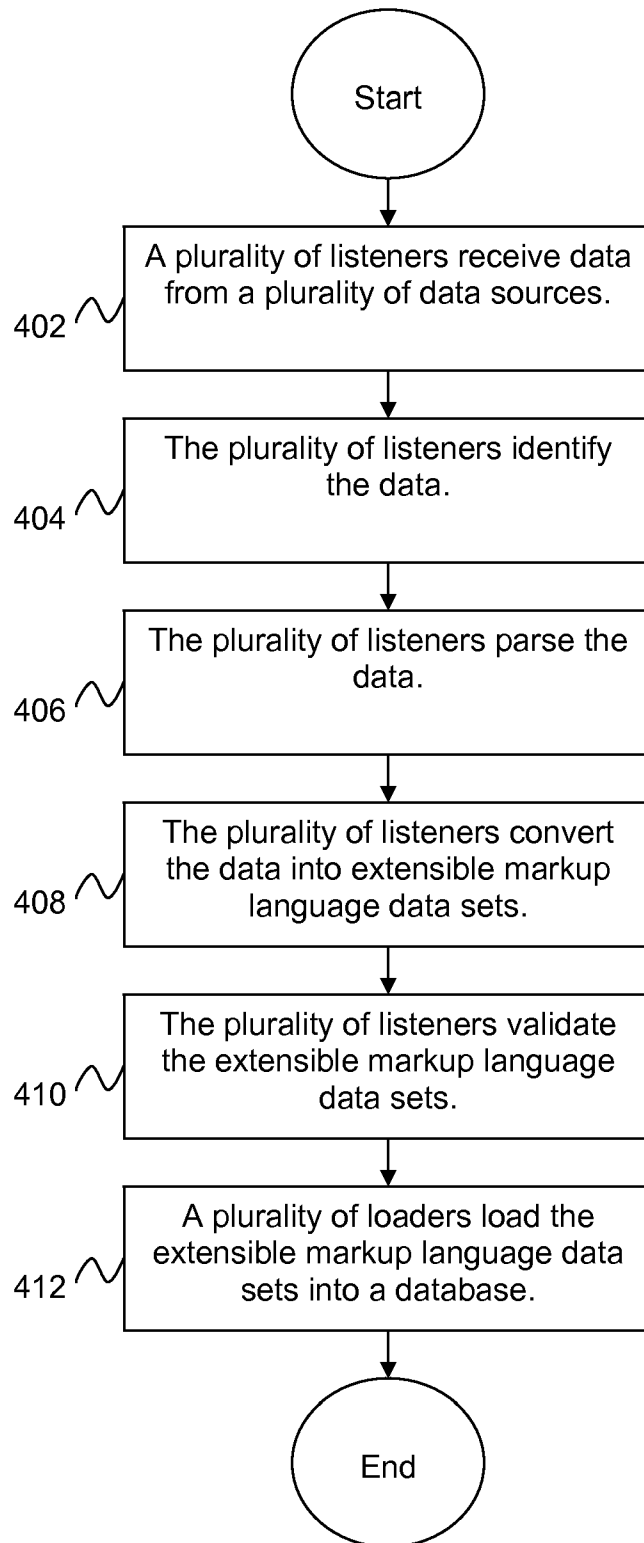 Start
A plurality of listeners receive data
from a plurality of data sources.
402
The plurality of listeners identify
the data.
404
The plurality of listeners parse the
data.
406
The plurality of listeners convert
the data into extensible markup
language data sets.
408
The plurality of listeners validate
the extensible markup language
data sets.
410
A plurality of loaders load the
extensible markup language data
sets into a database.
412
End